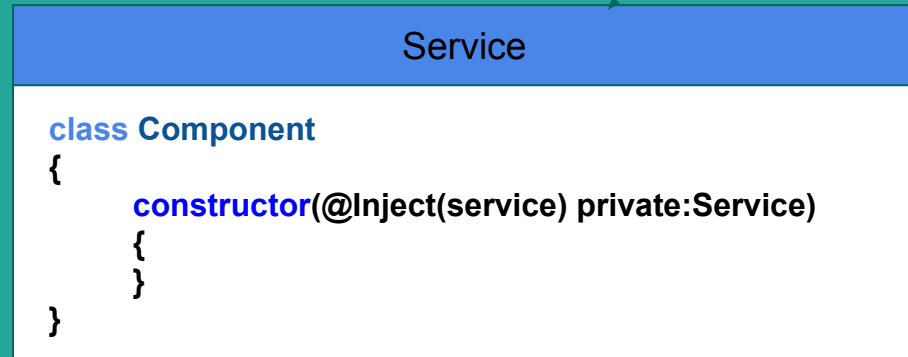 Service
class Component
{
constructor(@Inject(service) private:Service)
{
}
}